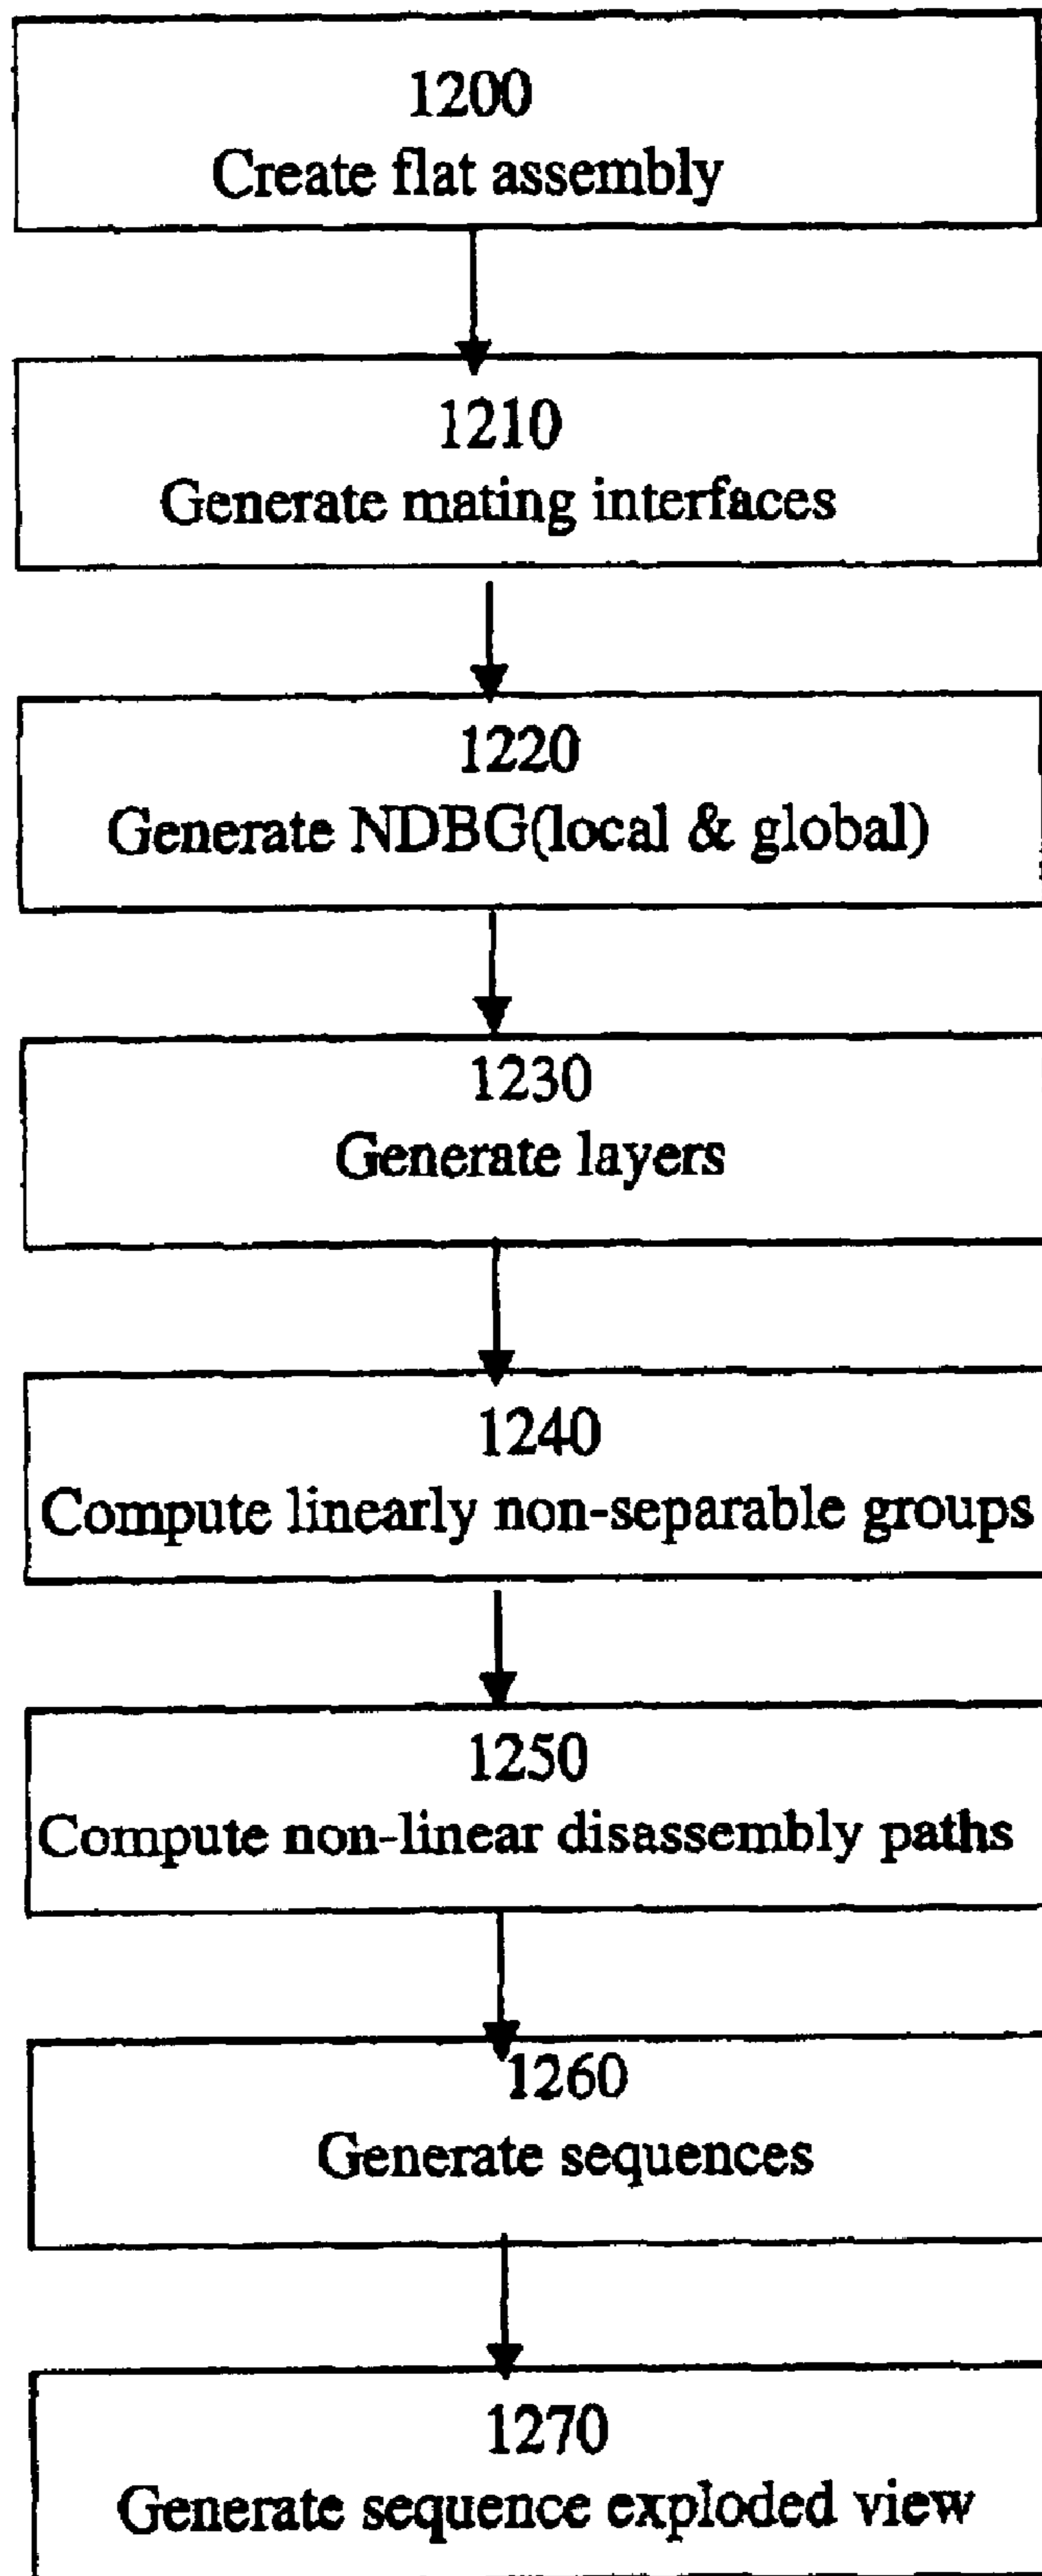 1200
Create flat assembly
1210
Generate mating interfaces
1220
Generate NDBG(local & global)
1230
Generate layers
1240
Compute linearly non-separable groups
1250
Compute non-linear disassembly paths
1260
Generate sequences
1270
Generate sequence exploded view